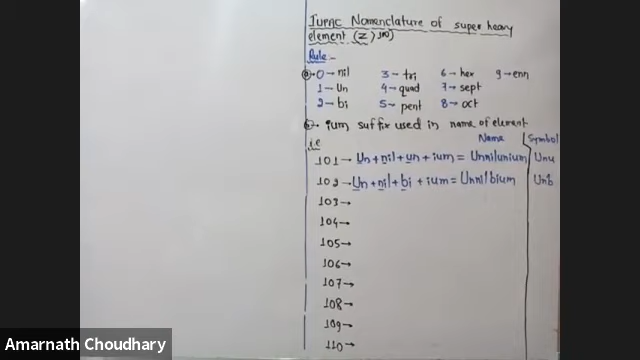 IUPAC Nomenclature of super heavy
element (Z > 100)
Rule:-
(a) 0 → nil 3 → tri 6 → hex 9 → enn
1 → Un 4 → quad 7 → sept
2 → bi 5 → pent 8 → oct
(b) → ium suffix used in name of element
i.e Name Symbol
101 → Un + nil + un + ium = Unnilunium Unu
102 → Un + nil + bi + ium = Unnilbium Unb
103 →
104 →
105 →
106 →
107 →
108 →
109 →
110 →
Amarnath Choudhary